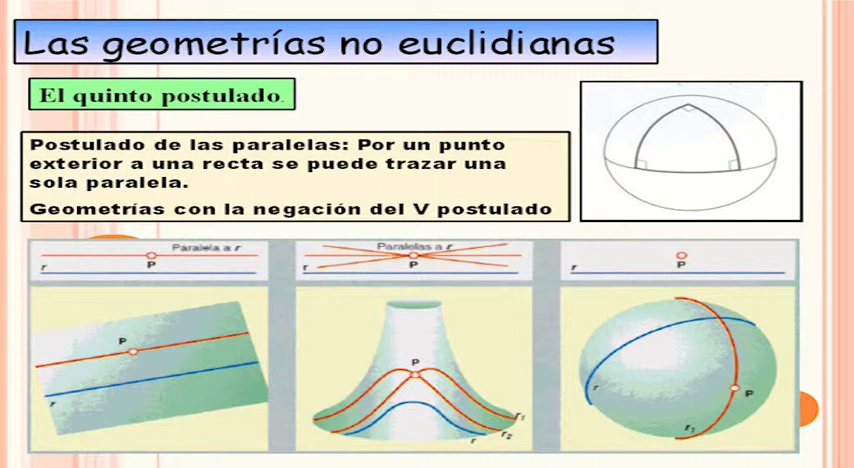 Las geometrías no euclidianas
El quinto postulado.
Postulado de las paralelas: Por un punto
exterior a una recta se puede trazar una
sola paralela.
Geometrías con la negación del V postulado
Paralela a r
P
r
Paralelas a r
P
r
P
r
P
r
P
r1
r2
r
r
P
r1